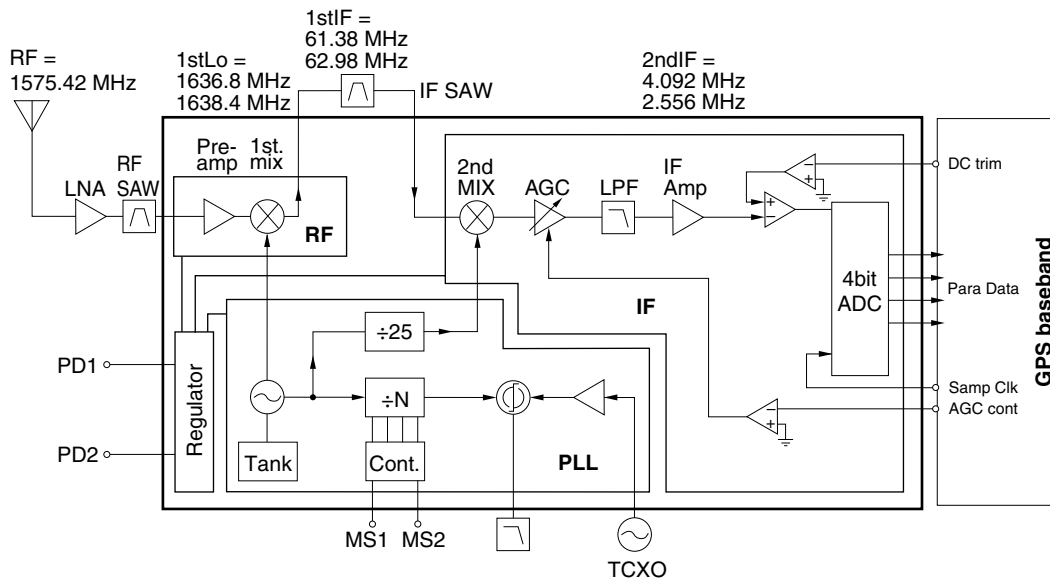 1stIF =
61.38 MHz
62.98 MHz
RF =
1575.42 MHz
1stLo =
1636.8 MHz
1638.4 MHz
2ndIF =
4.092 MHz
2.556 MHz
IF SAW
Pre-
amp
1st.
mix
RF
SAW
LNA
2nd
MIX
AGC
LPF
IF
Amp
DC trim
RF
4bit
ADC
Para Data
GPS baseband
IF
÷25
PD1
Regulator
÷N
Samp Clk
AGC cont
PD2
Tank
Cont.
PLL
MS1
MS2
TCXO